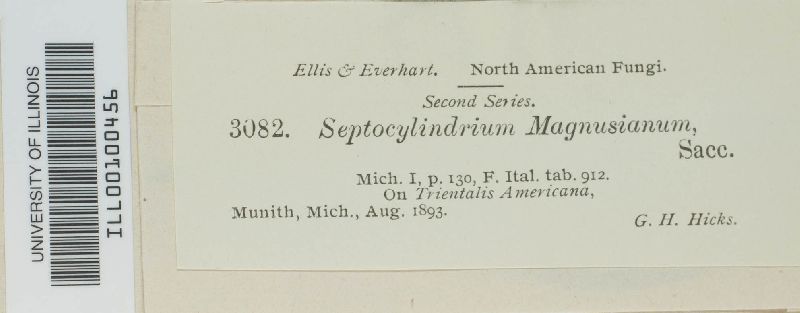 UNIVERSITY OF ILLINOIS
ILL00100456
Ellis & Everhart. North American Fungi.
Second Series.
3082. Septocylindrium Magnusianum,
Sacc.
Mich. I, p. 130, F. Ital. tab. 912.
On Trientalis Americana,
Munith, Mich., Aug. 1893.
G. H. Hicks.